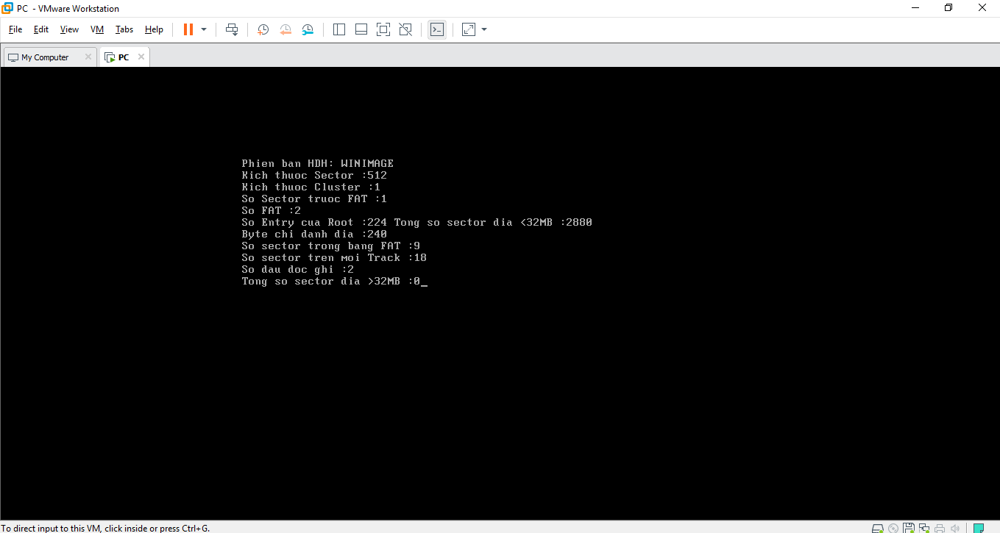 PC - VMware Workstation
File Edit View VM Tabs Help
My Computer PC
Phien ban HDH: WINIMAGE
Kich thuoc Sector :512
Kich thuoc Cluster :1
So Sector truoc FAT :1
So FAT :2
So Entry cua Root :224 Tong so sector dia <32MB :2880
Byte chi danh dia :240
So sector trong bang FAT :9
So sector tren moi Track :18
So dau doc ghi :2
Tong so sector dia >32MB :0_
To direct input to this VM, click inside or press Ctrl+G.